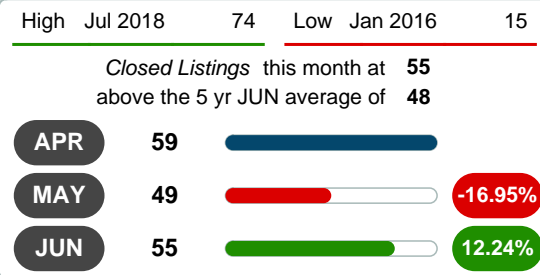 High Jul 2018 74 Low Jan 2016 15
Closed Listings this month at 55
above the 5 yr JUN average of 48
APR 59
MAY 49 -16.95%
JUN 55 12.24%